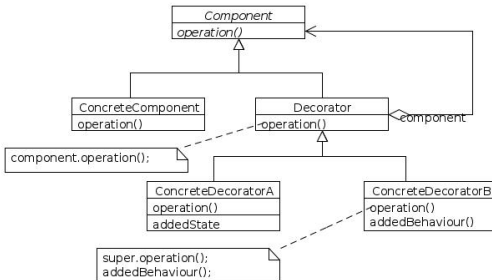 Component
operation()
ConcreteComponent
operation()
Decorator
operation()
component
component.operation();
ConcreteDecoratorA
operation()
addedState
ConcreteDecoratorB
operation()
addedBehaviour()
super.operation();
addedBehaviour();